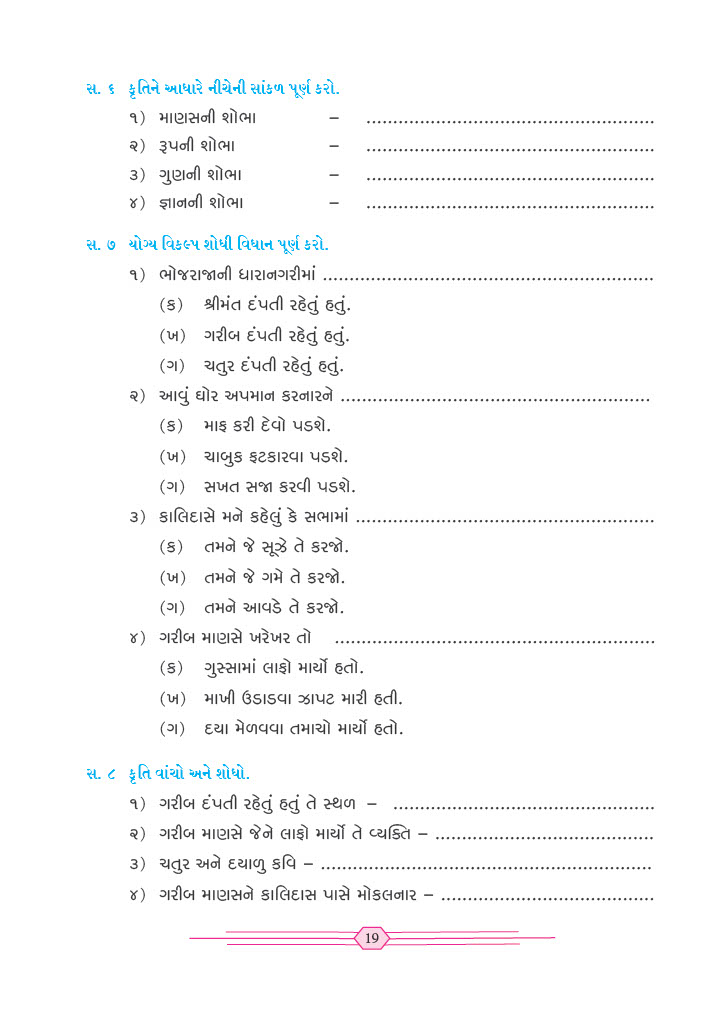 સ. ૬ કૃતિને આધારે નીચેની સાંકળ પૂર્ણ કરો.
૧) માણસની શોભા – ......................................................
૨) રૂપની શોભા – ......................................................
૩) ગુણની શોભા – ......................................................
૪) જ્ઞાનની શોભા – ......................................................
સ. ૭ યોગ્ય વિકલ્પ શોધી વિધાન પૂર્ણ કરો.
૧) ભોજરાજાની ધારાનગરીમાં ..............................................................
(ક) શ્રીમંત દંપતી રહેતું હતું.
(ખ) ગરીબ દંપતી રહેતું હતું.
(ગ) ચતુર દંપતી રહેતું હતું.
૨) આવું ઘોર અપમાન કરનારને ..........................................................
(ક) માફ કરી દેવો પડશે.
(ખ) ચાબુક ફટકારવા પડશે.
(ગ) સખત સજા કરવી પડશે.
૩) કાલિદાસે મને કહેલું કે સભામાં ........................................................
(ક) તમને જે સૂઝે તે કરજો.
(ખ) તમને જે ગમે તે કરજો.
(ગ) તમને આવડે તે કરજો.
૪) ગરીબ માણસે ખરેખર તો ............................................................
(ક) ગુસ્સામાં લાફો માર્યો હતો.
(ખ) માખી ઉડાડવા ઝાપટ મારી હતી.
(ગ) દયા મેળવવા તમાચો માર્યો હતો.
સ. ૮ કૃતિ વાંચો અને શોધો.
૧) ગરીબ દંપતી રહેતું હતું તે સ્થળ – .................................................
૨) ગરીબ માણસે જેને લાફો માર્યો તે વ્યક્તિ – .........................................
૩) ચતુર અને દયાળુ કવિ – ..............................................................
૪) ગરીબ માણસને કાલિદાસ પાસે મોકલનાર – ........................................
19